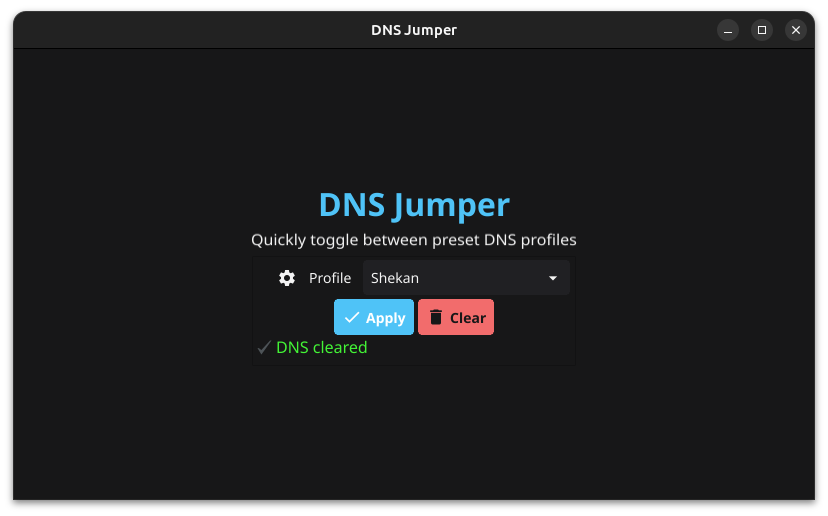 DNS Jumper
DNS Jumper
Quickly toggle between preset DNS profiles
Profile Shekan
Apply Clear
DNS cleared